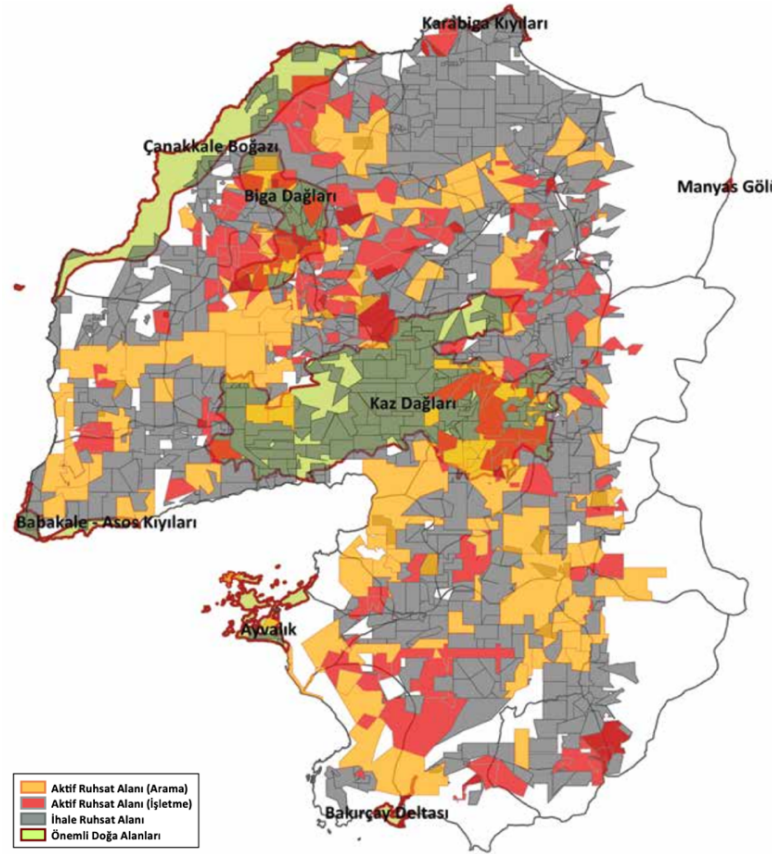 Karabiga Kıyıları
Çanakkale Boğazı
Biga Dağları
Manyas Gölü
Kaz Dağları
Babakale - Asos Kıyıları
Ayvalık
Bakırçay Deltası
Aktif Ruhsat Alanı (Arama)
Aktif Ruhsat Alanı (İşletme)
İhale Ruhsat Alanı
Önemli Doğa Alanları